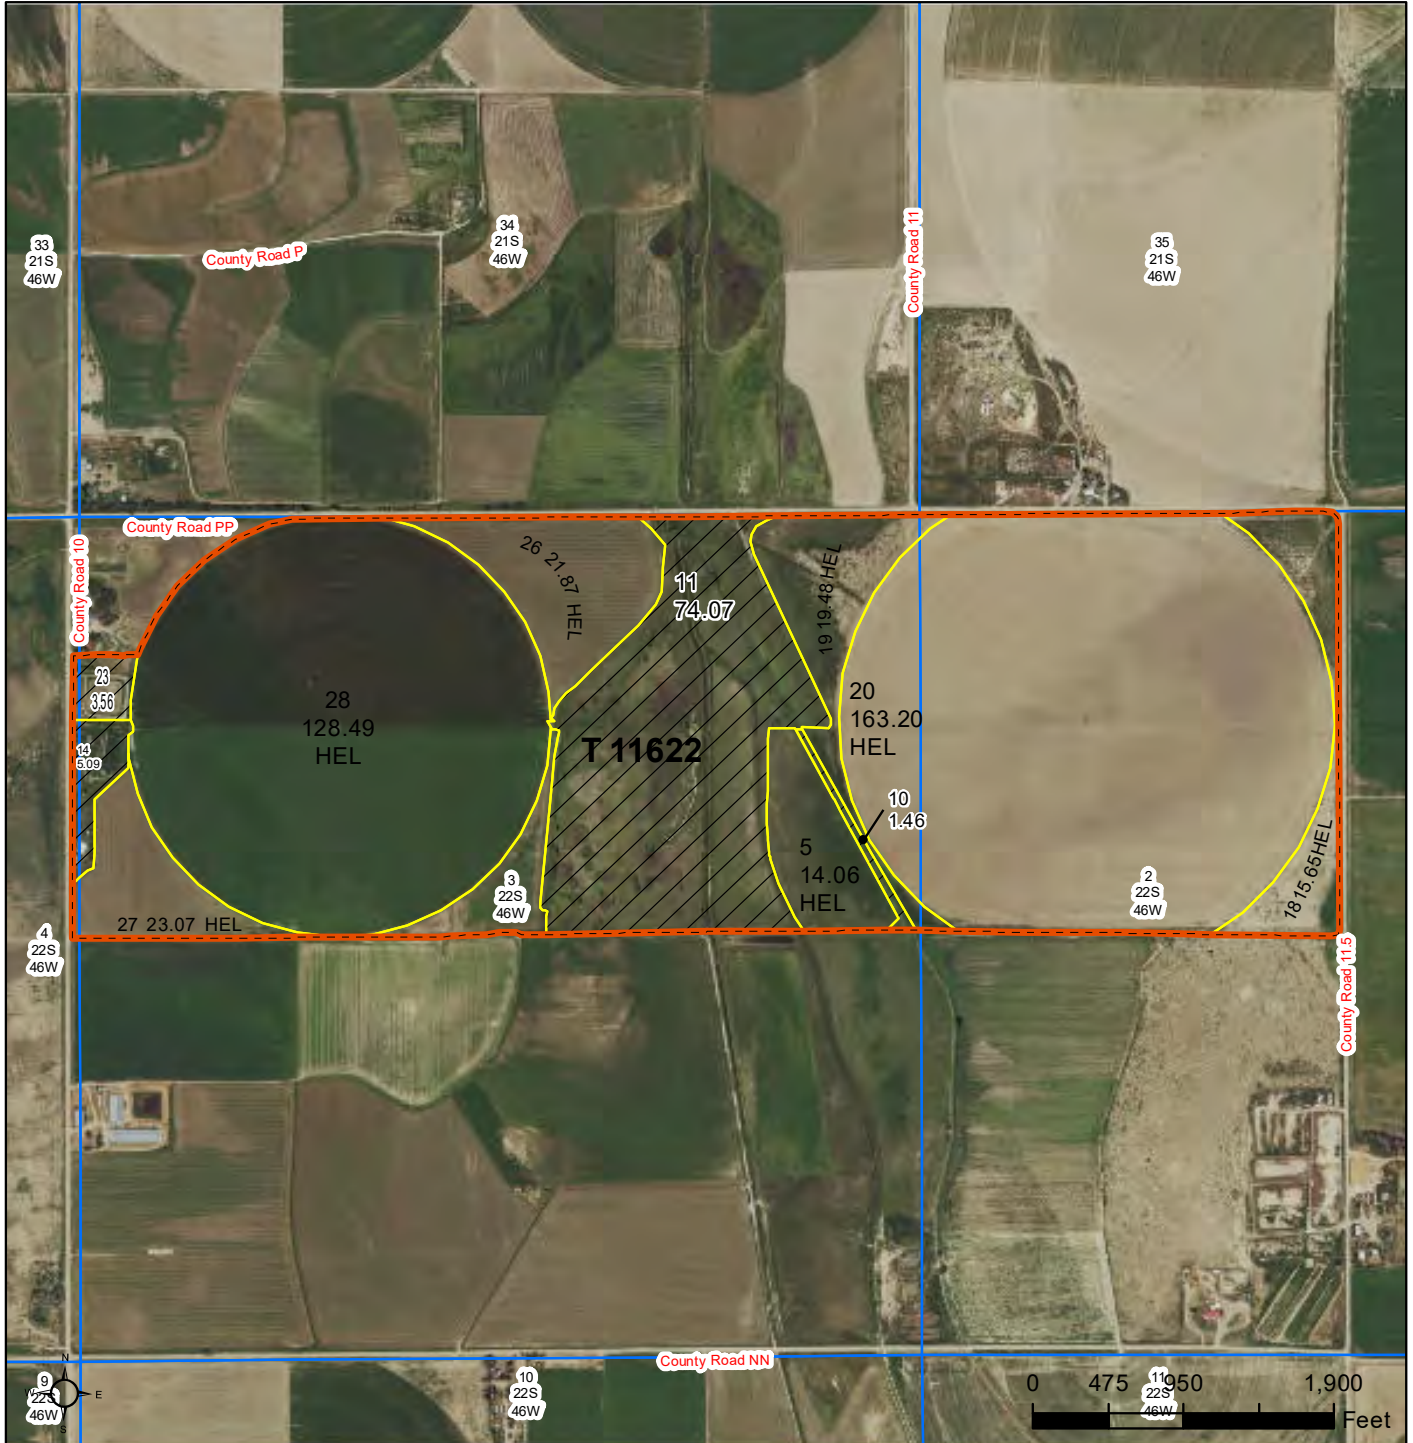 33
21S
46W
34
21S
46W
35
21S
46W
County Road P
County Road 11
County Road PP
County Road 10
26 21.87 HEL
11
74.07
19 19.48 HEL
23
3.56
28
128.49
HEL
20
163.20
HEL
14
5.09
T 11622
10
1.46
5
14.06
HEL
18 15.65 HEL
3
22S
46W
2
22S
46W
27 23.07 HEL
4
22S
46W
County Road 11.5
County Road NN
N
W
E
S
9
22S
46W
10
22S
46W
11
22S
46W
0 475 950 1,900
Feet